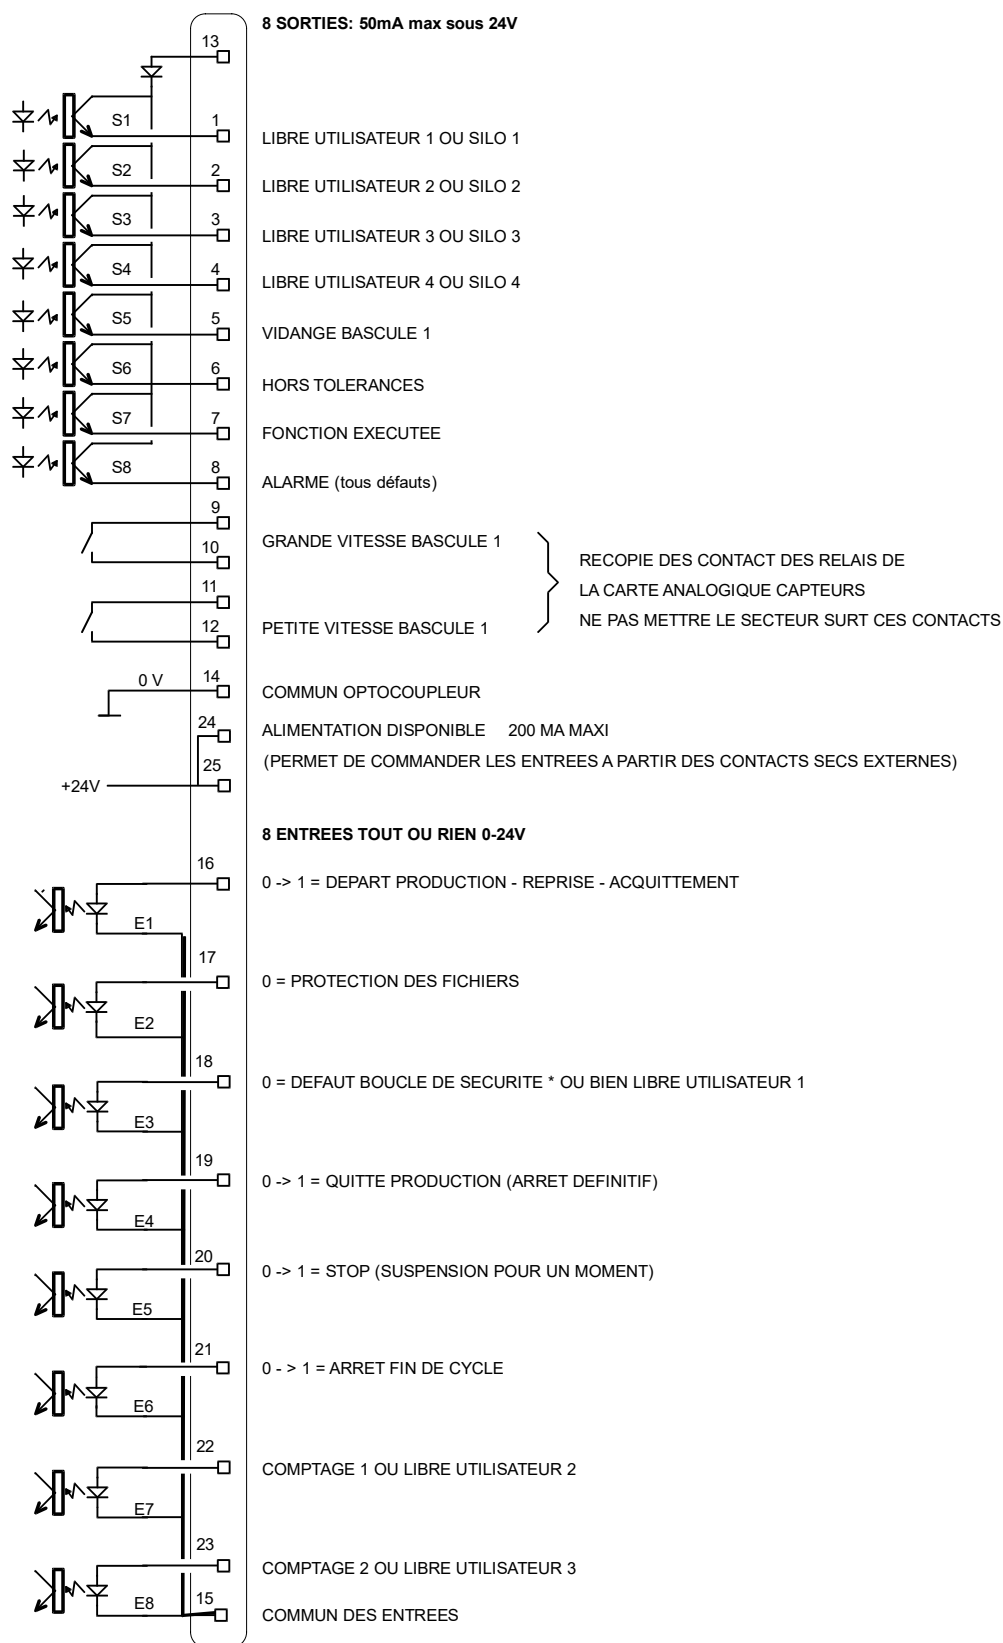 8 SORTIES: 50mA max sous 24V
13
S1
1
LIBRE UTILISATEUR 1 OU SILO 1
S2
2
LIBRE UTILISATEUR 2 OU SILO 2
S3
3
LIBRE UTILISATEUR 3 OU SILO 3
S4
4
LIBRE UTILISATEUR 4 OU SILO 4
S5
5
VIDANGE BASCULE 1
S6
6
HORS TOLERANCES
S7
7
FONCTION EXECUTEE
S8
8
ALARME (tous défauts)
9
GRANDE VITESSE BASCULE 1
10
RECOPIE DES CONTACT DES RELAIS DE
LA CARTE ANALOGIQUE CAPTEURS
NE PAS METTRE LE SECTEUR SURT CES CONTACTS
11
12
PETITE VITESSE BASCULE 1
0 V
14
COMMUN OPTOCOUPLEUR
24
ALIMENTATION DISPONIBLE 200 MA MAXI
(PERMET DE COMMANDER LES ENTREES A PARTIR DES CONTACTS SECS EXTERNES)
25
+24V
8 ENTREES TOUT OU RIEN 0-24V
16
0 -> 1 = DEPART PRODUCTION - REPRISE - ACQUITTEMENT
E1
17
0 = PROTECTION DES FICHIERS
E2
18
0 = DEFAUT BOUCLE DE SECURITE * OU BIEN LIBRE UTILISATEUR 1
E3
19
0 -> 1 = QUITTE PRODUCTION (ARRET DEFINITIF)
E4
20
0 -> 1 = STOP (SUSPENSION POUR UN MOMENT)
E5
21
0 - > 1 = ARRET FIN DE CYCLE
E6
22
COMPTAGE 1 OU LIBRE UTILISATEUR 2
E7
23
COMPTAGE 2 OU LIBRE UTILISATEUR 3
E8
15
COMMUN DES ENTREES